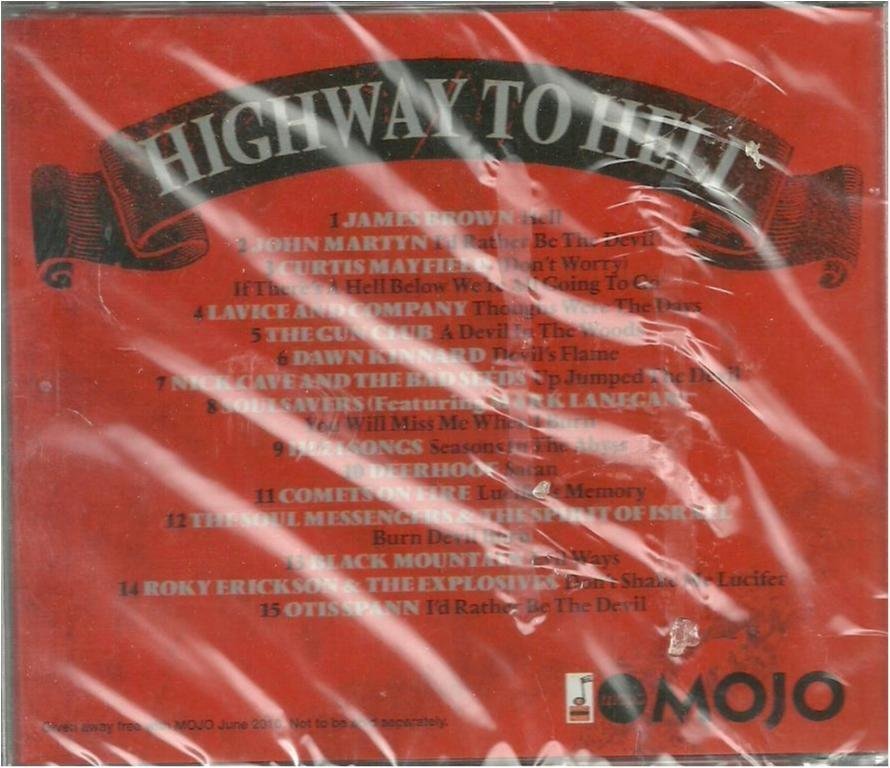 HIGHWAY TO HELL
1 JAMES BROWN Hell
2 JOHN MARTYN I'd Rather Be The Devil
3 CURTIS MAYFIELD (Don't Worry)
If There's A Hell Below We're All Going To Go
4 LAVICE AND COMPANY Thoughts Were The Days
5 THE GUN CLUB A Devil In The Woods
6 DAWN KINNARD Devil's Flame
7 NICK CAVE AND THE BAD SEEDS Up Jumped The Devil
8 SOULSAVERS (Featuring MARK LANEGAN)
You Will Miss Me When I Burn
9 SONGS Seasons In The Abyss
10 DEERHOOF Satan
11 COMETS ON FIRE Lucifer's Memory
12 THE SOUL MESSENGERS & THE SPIRIT OF ISRAEL
Burn Devil Burn
13 BLACK MOUNTAIN Evil Ways
14 ROKY ERICKSON & THE EXPLOSIVES Don't Shake Me Lucifer
15 OTIS SPANN I'd Rather Be The Devil
MOJO
Given away free with MOJO June 2010. Not to be sold separately.